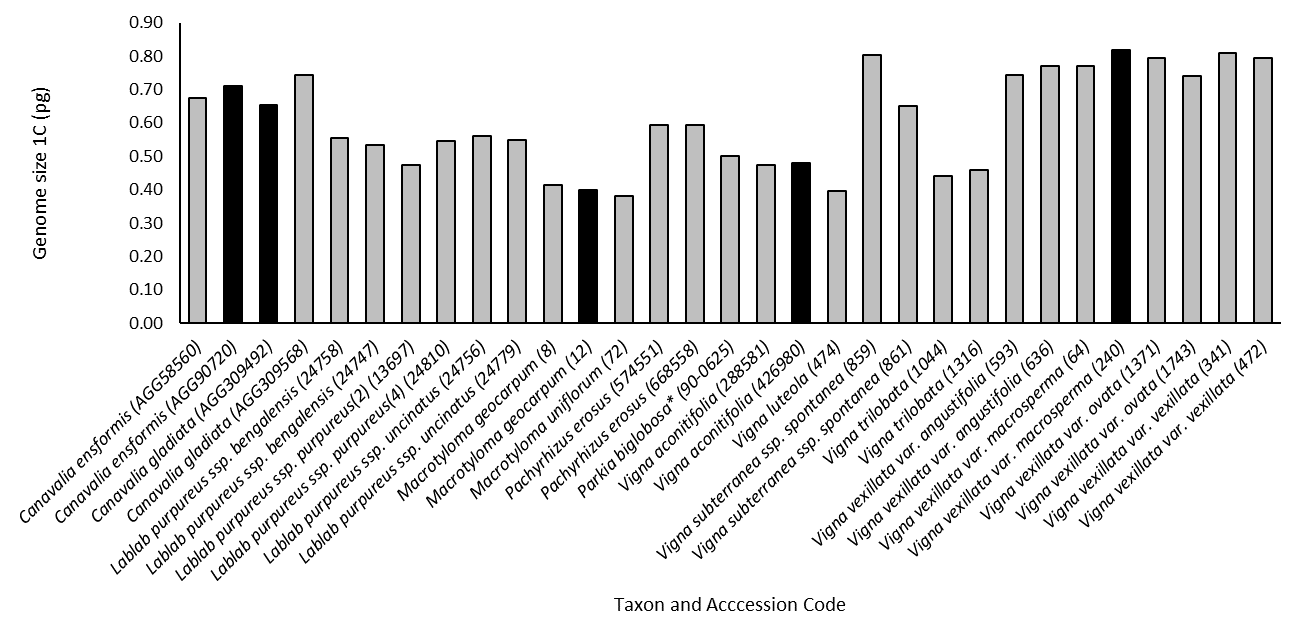 Genome size 1C (pg)
0.90
0.80
0.70
0.60
0.50
0.40
0.30
0.20
0.10
0.00
Canavalia ensformis (AGG58560)
Canavalia ensformis (AGG90720)
Canavalia gladiata (AGG30492)
Canavalia gladiata (AGG309568)
Lablab purpureus ssp. bengalensis (24758)
Lablab purpureus ssp. bengalensis (24747)
Lablab purpureus ssp. purpureus(2) (13697)
Lablab purpureus ssp. purpureus(4) (24810)
Lablab purpureus ssp. uncinatus (24756)
Lablab purpureus ssp. uncinatus (24779)
Macrotyloma geocarpum (8)
Macrotyloma geocarpum (12)
Macrotyloma uniflorum (72)
Pachyrhizus erosus (574551)
Pachyrhizus erosus (668558)
Parkia biglobosa* (90-0625)
Vigna aconitifolia (288581)
Vigna aconitifolia (426980)
Vigna luteola (474)
Vigna subterranea ssp. spontanea (859)
Vigna subterranea ssp. spontanea (861)
Vigna trilobata (1044)
Vigna trilobata (1316)
Vigna vexillata var. angustifolia (593)
Vigna vexillata var. angustifolia (636)
Vigna vexillata var. macrosperma (64)
Vigna vexillata var. macrosperma (240)
Vigna vexillata var. ovata (1371)
Vigna vexillata var. ovata (1743)
Vigna vexillata var. vexillata (341)
Vigna vexillata var. vexillata (472)
Taxon and Acccession Code